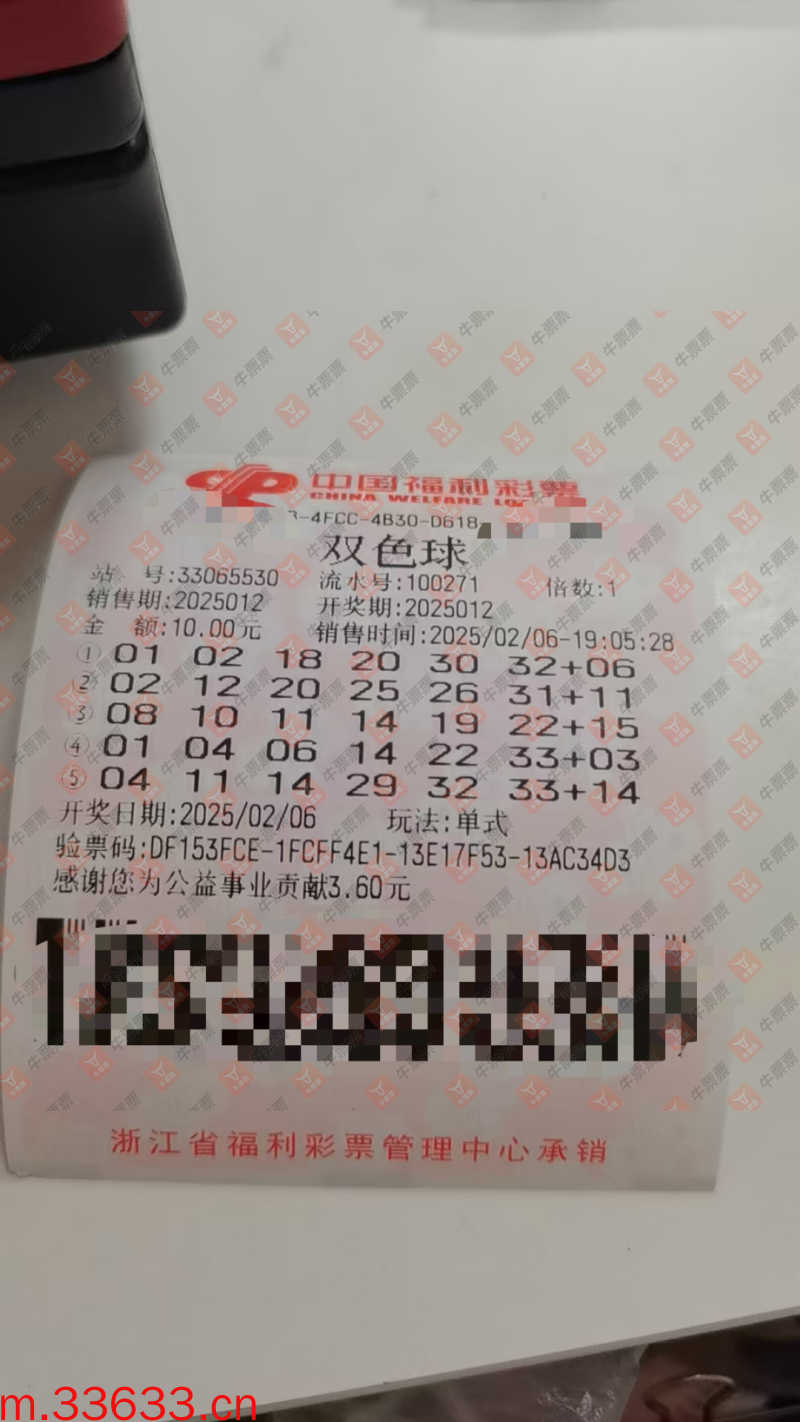 中国福利彩票
CHINA WELFARE LO
-4FCC-4B30-D618
双色球
站 号:33065530 流水号:100271 倍数:1
销售期:2025012 开奖期:2025012
金 额:10.00元 销售时间:2025/02/06-19:05:28
① 01 02 18 20 30 32+06
② 02 12 20 25 26 31+11
③ 08 10 11 14 19 22+15
④ 01 04 06 14 22 33+03
⑤ 04 11 14 29 32 33+14
开奖日期:2025/02/06 玩法:单式
验票码:DF153FCE-1FCFF4E1-13E17F53-13AC34D3
感谢您为公益事业贡献3.60元
浙江省福利彩票管理中心承销
牛票票
m.33633.cn